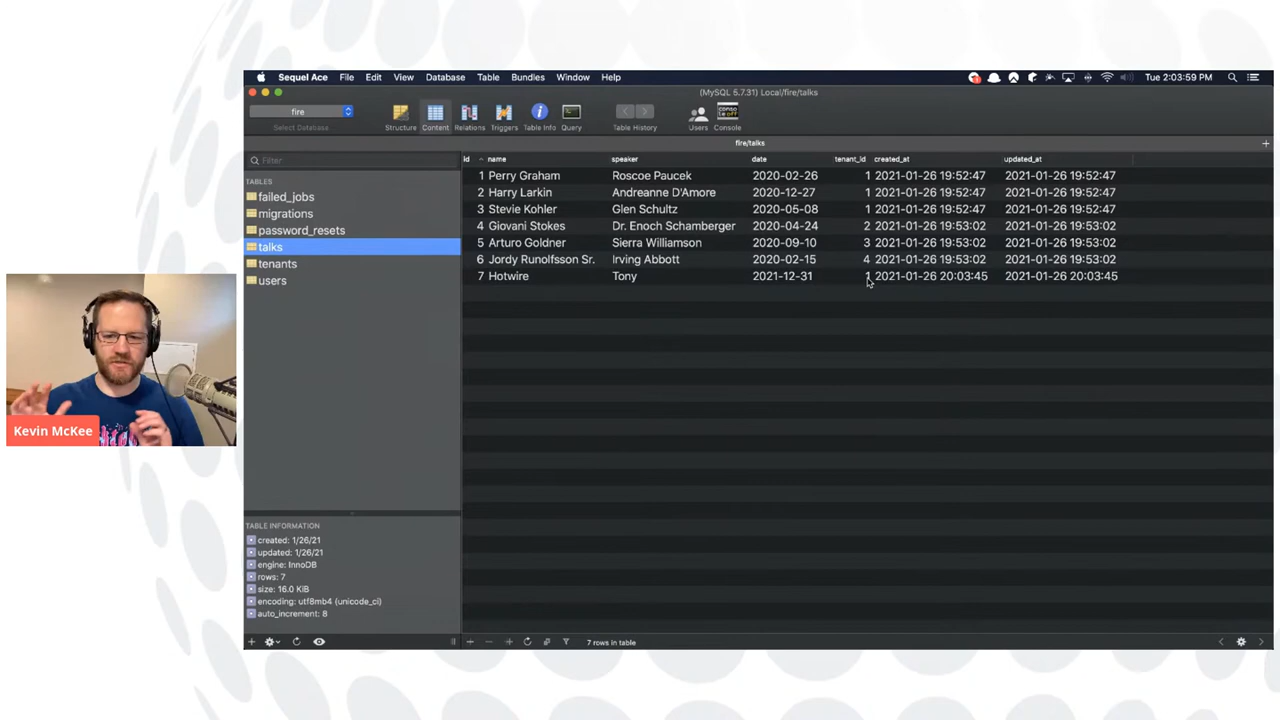 Sequel Ace File Edit View Database Table Bundles Window Help Tue 2:03:59 PM
(MySQL 5.7.31) Local/fire/talks
fire
Select Database
Structure Content Relations Triggers Table Info Query Table History Users Console
fire/talks
Filter
TABLES
failed_jobs
migrations
password_resets
talks
tenants
users
id name speaker date tenant_id created_at updated_at
1 Perry Graham Roscoe Paucek 2020-02-26 1 2021-01-26 19:52:47 2021-01-26 19:52:47
2 Harry Larkin Andreanne D'Amore 2020-12-27 1 2021-01-26 19:52:47 2021-01-26 19:52:47
3 Stevie Kohler Glen Schultz 2020-05-08 1 2021-01-26 19:52:47 2021-01-26 19:52:47
4 Giovani Stokes Dr. Enoch Schamberger 2020-04-24 2 2021-01-26 19:53:02 2021-01-26 19:53:02
5 Arturo Goldner Sierra Williamson 2020-09-10 3 2021-01-26 19:53:02 2021-01-26 19:53:02
6 Jordy Runolfsson Sr. Irving Abbott 2020-02-15 4 2021-01-26 19:53:02 2021-01-26 19:53:02
7 Hotwire Tony 2021-12-31 1 2021-01-26 20:03:45 2021-01-26 20:03:45
Kevin McKee
TABLE INFORMATION
created: 1/26/21
updated: 1/26/21
engine: InnoDB
rows: 7
size: 16.0 KiB
encoding: utf8mb4 (unicode_ci)
auto_increment: 8
7 rows in table